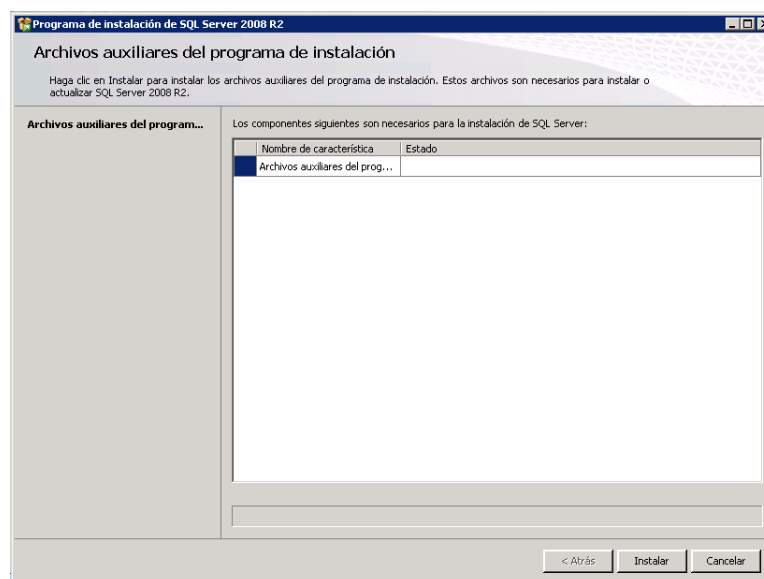 Programa de instalación de SQL Server 2008 R2
Archivos auxiliares del programa de instalación
Haga clic en Instalar para instalar los archivos auxiliares del programa de instalación. Estos archivos son necesarios para instalar o
actualizar SQL Server 2008 R2.
Archivos auxiliares del program...
Los componentes siguientes son necesarios para la instalación de SQL Server:
Nombre de característica Estado
Archivos auxiliares del prog...
< Atrás Instalar Cancelar